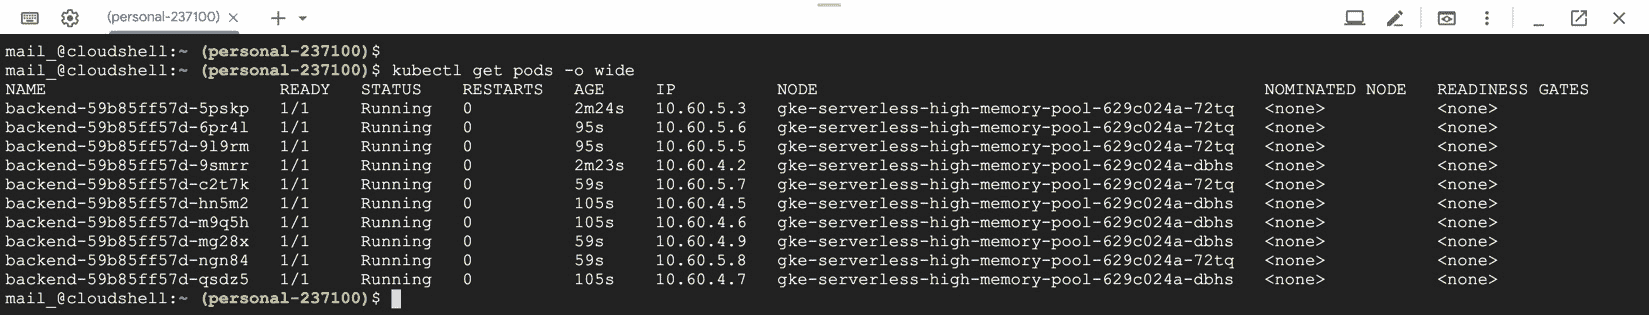 (personal-237100)
mail_@cloudshell:~ (personal-237100)$
mail_@cloudshell:~ (personal-237100)$ kubectl get pods -o wide
NAME READY STATUS RESTARTS AGE IP NODE NOMINATED NODE READINESS GATES
backend-59b85ff57d-5pskp 1/1 Running 0 2m24s 10.60.5.3 gke-serverless-high-memory-pool-629c024a-72tq <none> <none>
backend-59b85ff57d-6pr4l 1/1 Running 0 95s 10.60.5.6 gke-serverless-high-memory-pool-629c024a-72tq <none> <none>
backend-59b85ff57d-9l9rm 1/1 Running 0 95s 10.60.5.5 gke-serverless-high-memory-pool-629c024a-72tq <none> <none>
backend-59b85ff57d-9smrr 1/1 Running 0 2m23s 10.60.4.2 gke-serverless-high-memory-pool-629c024a-dbhs <none> <none>
backend-59b85ff57d-c2t7k 1/1 Running 0 59s 10.60.5.7 gke-serverless-high-memory-pool-629c024a-72tq <none> <none>
backend-59b85ff57d-hn5m2 1/1 Running 0 105s 10.60.4.5 gke-serverless-high-memory-pool-629c024a-dbhs <none> <none>
backend-59b85ff57d-m9q5h 1/1 Running 0 105s 10.60.4.6 gke-serverless-high-memory-pool-629c024a-dbhs <none> <none>
backend-59b85ff57d-mg28x 1/1 Running 0 59s 10.60.4.9 gke-serverless-high-memory-pool-629c024a-dbhs <none> <none>
backend-59b85ff57d-ngn84 1/1 Running 0 59s 10.60.5.8 gke-serverless-high-memory-pool-629c024a-72tq <none> <none>
backend-59b85ff57d-qsdz5 1/1 Running 0 105s 10.60.4.7 gke-serverless-high-memory-pool-629c024a-dbhs <none> <none>
mail_@cloudshell:~ (personal-237100)$